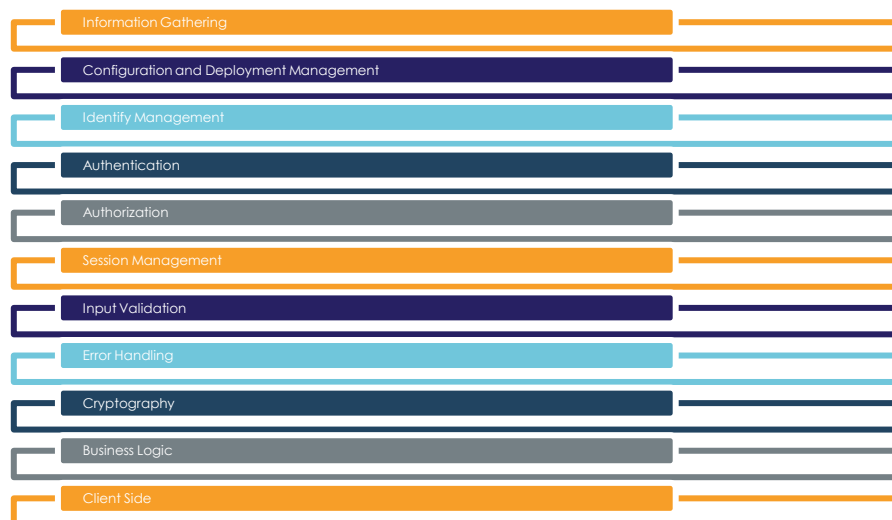 Information Gathering
Configuration and Deployment Management
Identify Management
Authentication
Authorization
Session Management
Input Validation
Error Handling
Cryptography
Business Logic
Client Side